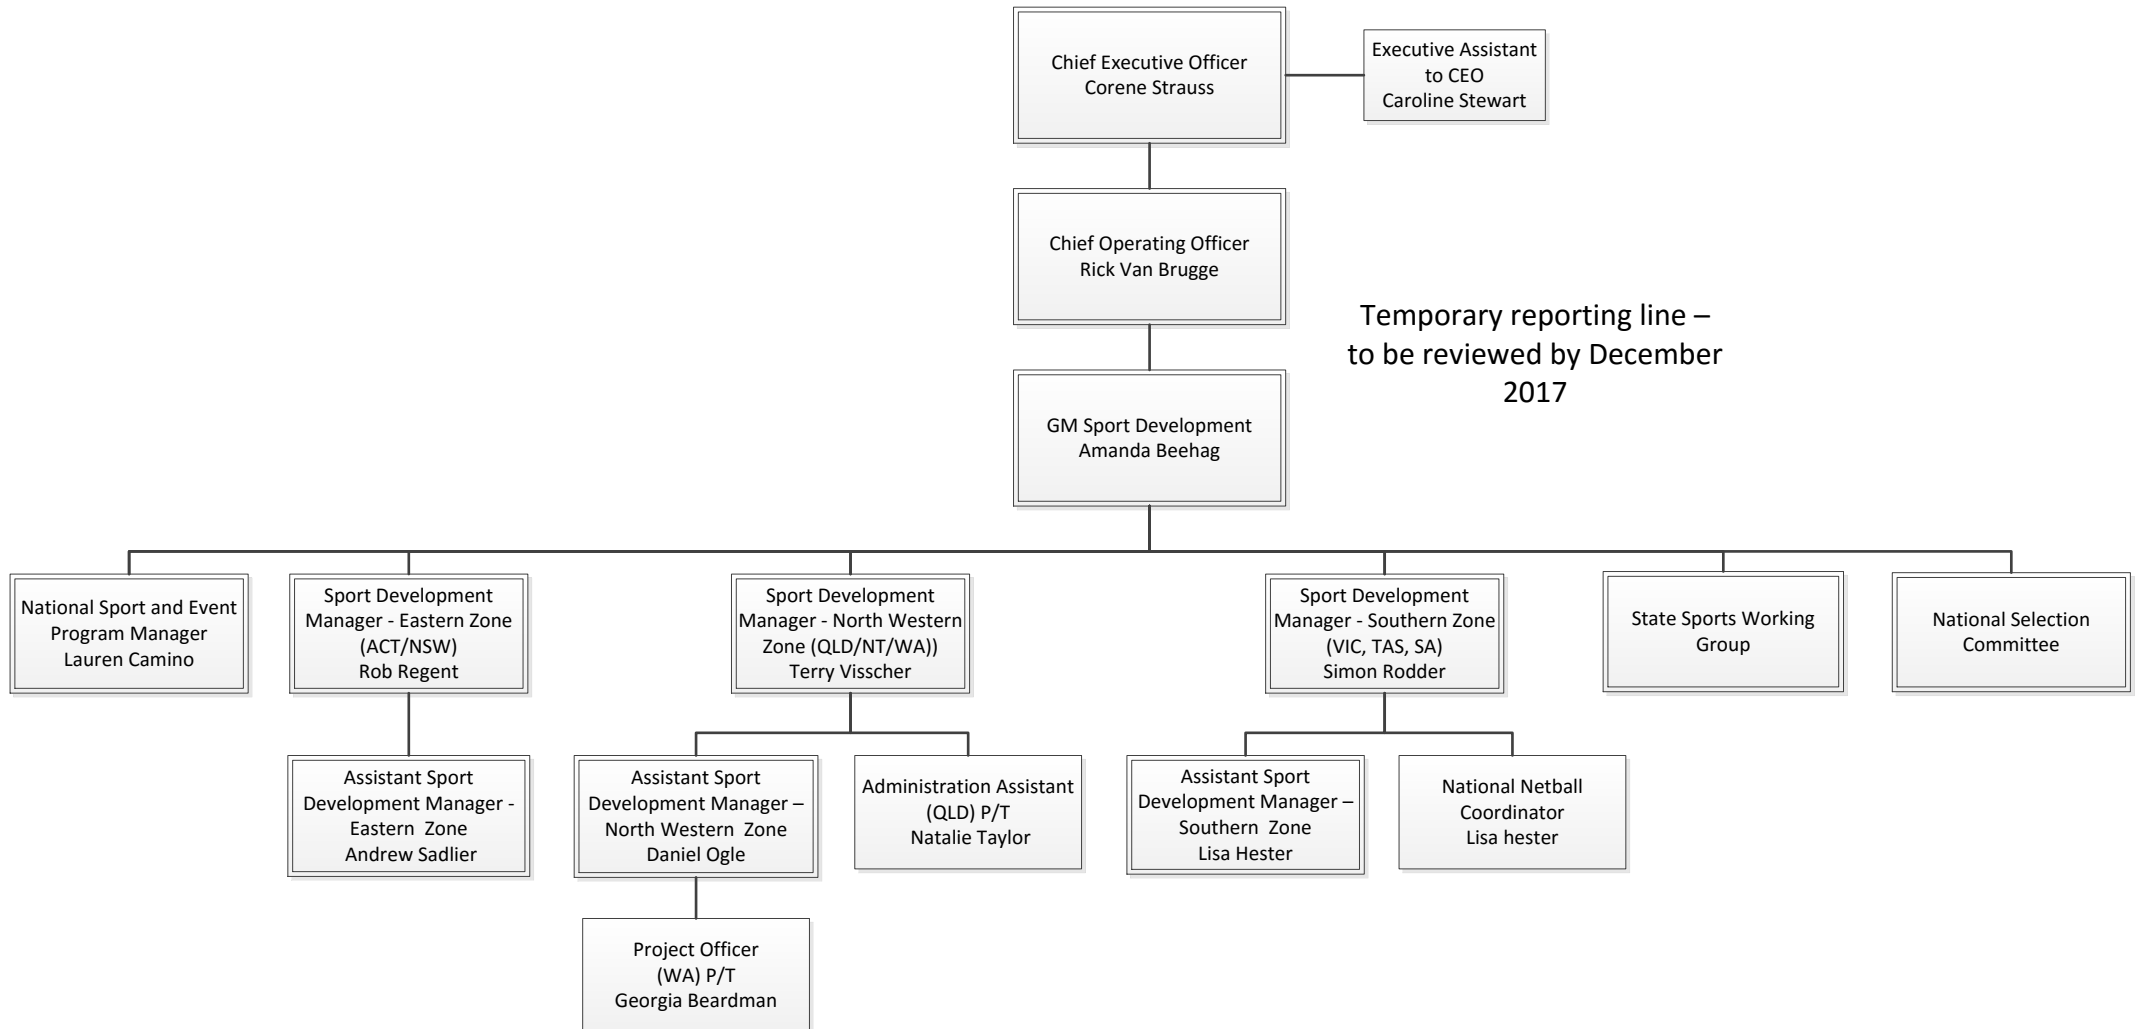 Chief Executive Officer
Corene Strauss
Executive Assistant
to CEO
Caroline Stewart
Chief Operating Officer
Rick Van Brugge
Temporary reporting line –
to be reviewed by December
2017
GM Sport Development
Amanda Beehag
National Sport and Event
Program Manager
Lauren Camino
Sport Development
Manager - Eastern Zone
(ACT/NSW)
Rob Regent
Sport Development
Manager - North Western
Zone (QLD/NT/WA))
Terry Visscher
Sport Development
Manager - Southern Zone
(VIC, TAS, SA)
Simon Rodder
State Sports Working
Group
National Selection
Committee
Assistant Sport
Development Manager -
Eastern Zone
Andrew Sadlier
Assistant Sport
Development Manager –
North Western Zone
Daniel Ogle
Administration Assistant
(QLD) P/T
Natalie Taylor
Assistant Sport
Development Manager –
Southern Zone
Lisa Hester
National Netball
Coordinator
Lisa hester
Project Officer
(WA) P/T
Georgia Beardman